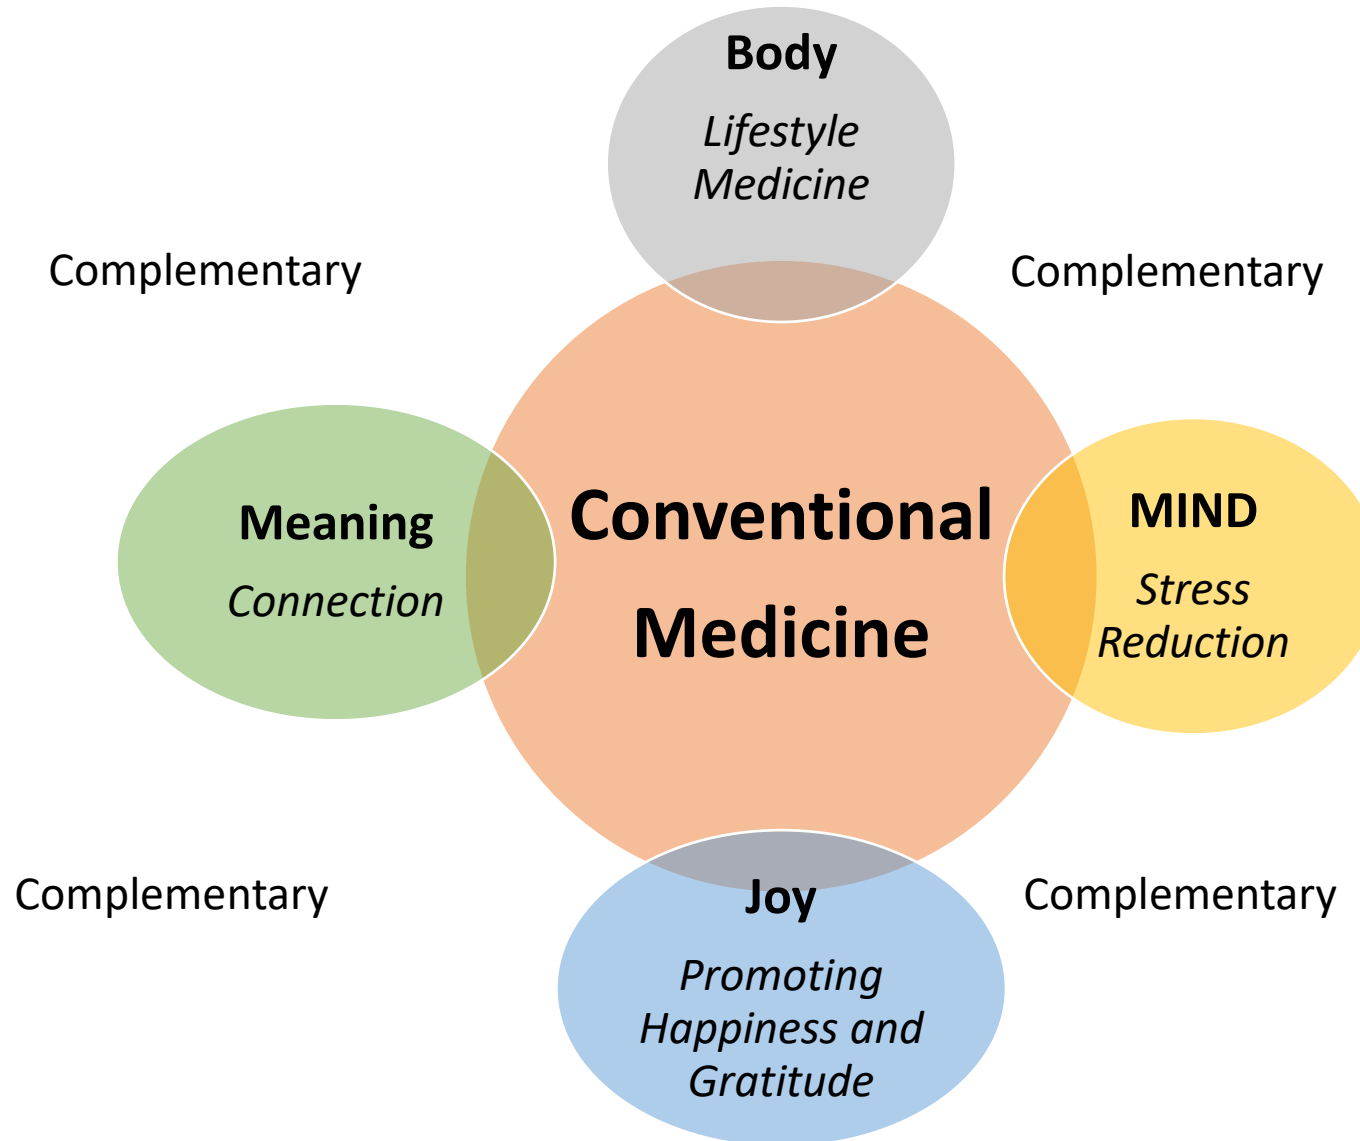 Body
Lifestyle
Medicine
Complementary
Complementary
Meaning
Connection
Conventional
Medicine
MIND
Stress
Reduction
Complementary
Complementary
Joy
Promoting
Happiness and
Gratitude